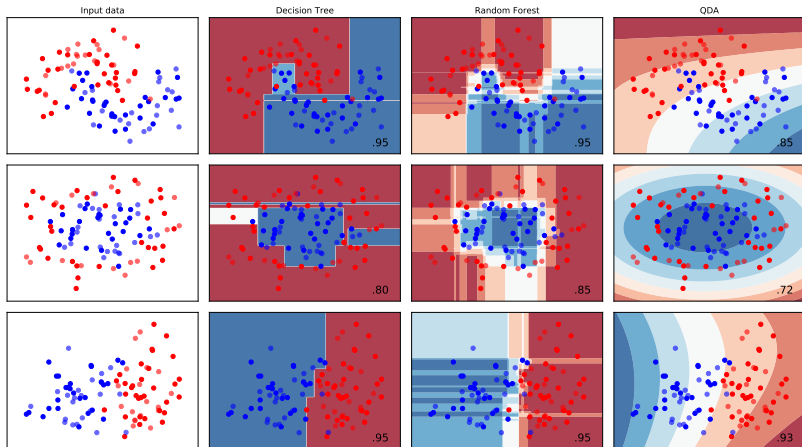 Input data
Decision Tree
Random Forest
QDA
.95
.95
.85
.80
.85
.72
.95
.95
.93